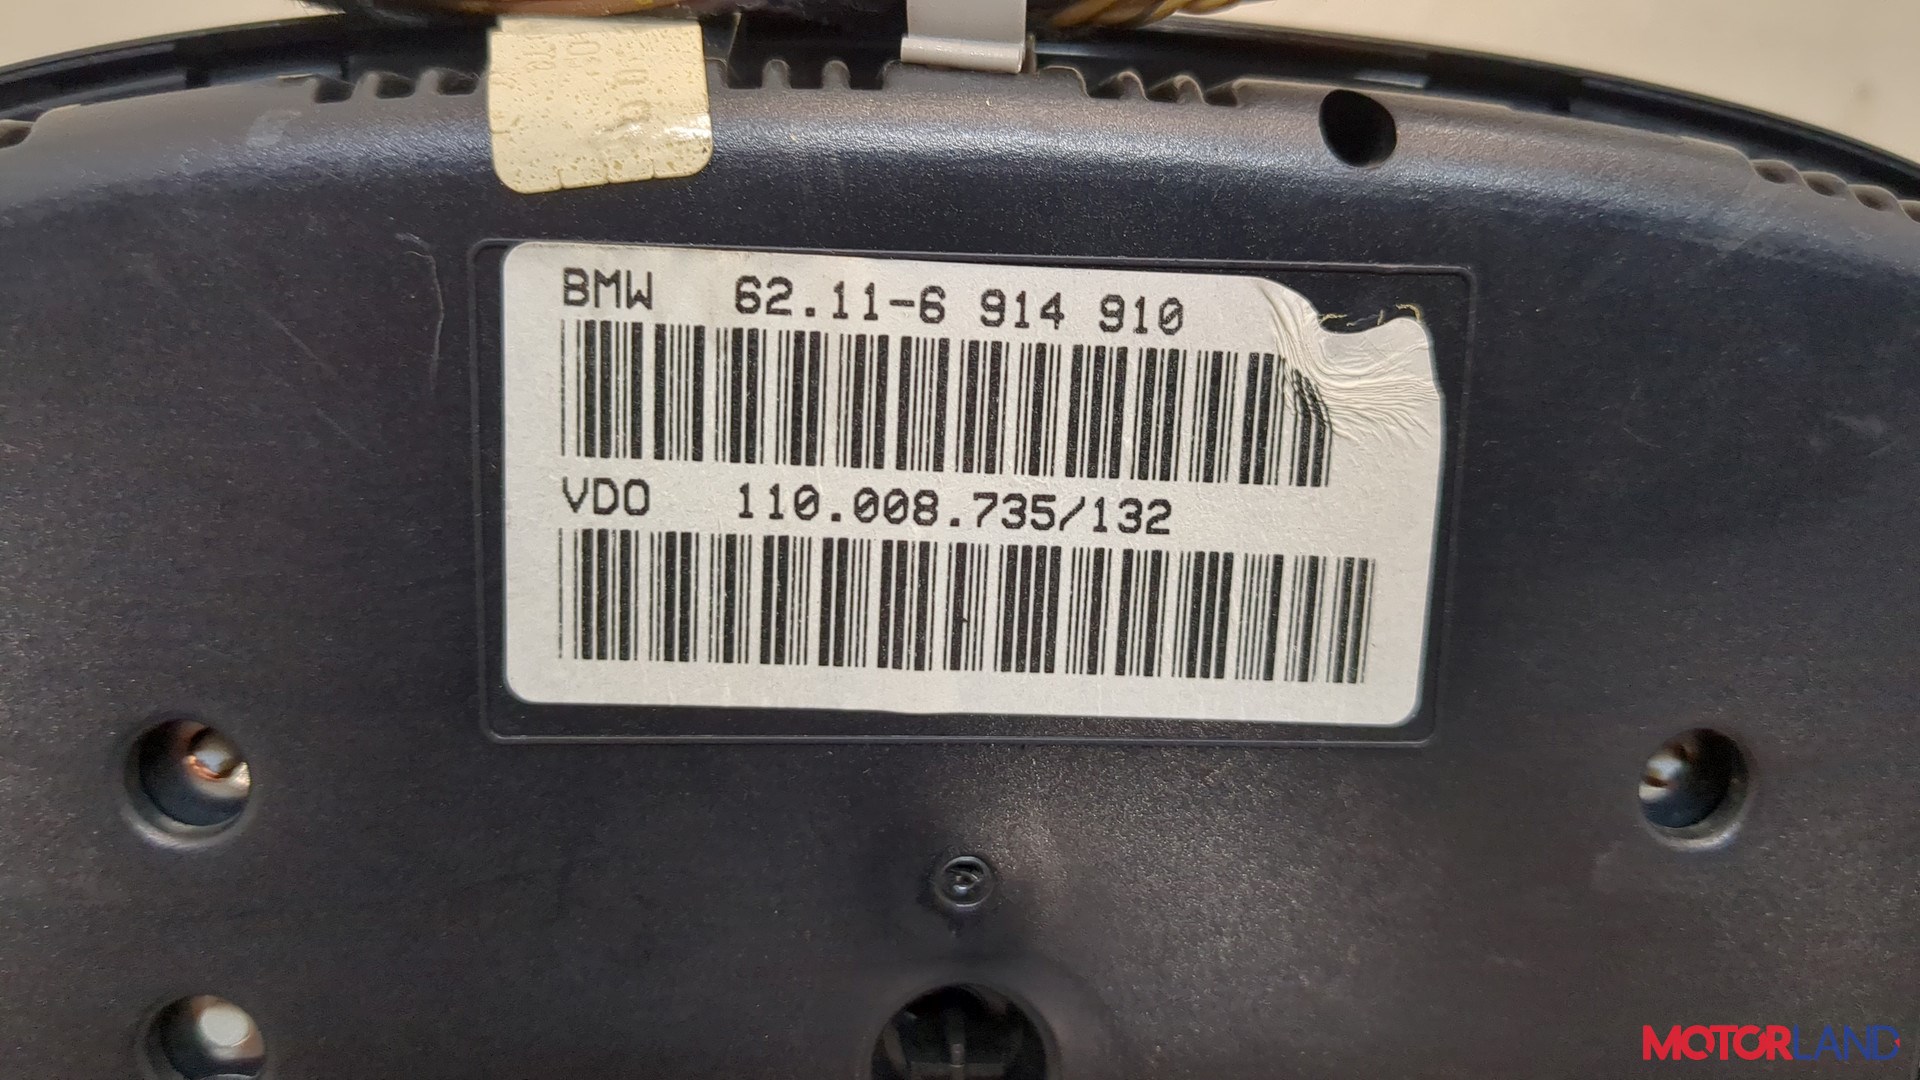 BMW 62.11-6 914 910
VDO 110.008.735/132
MOTORLAND